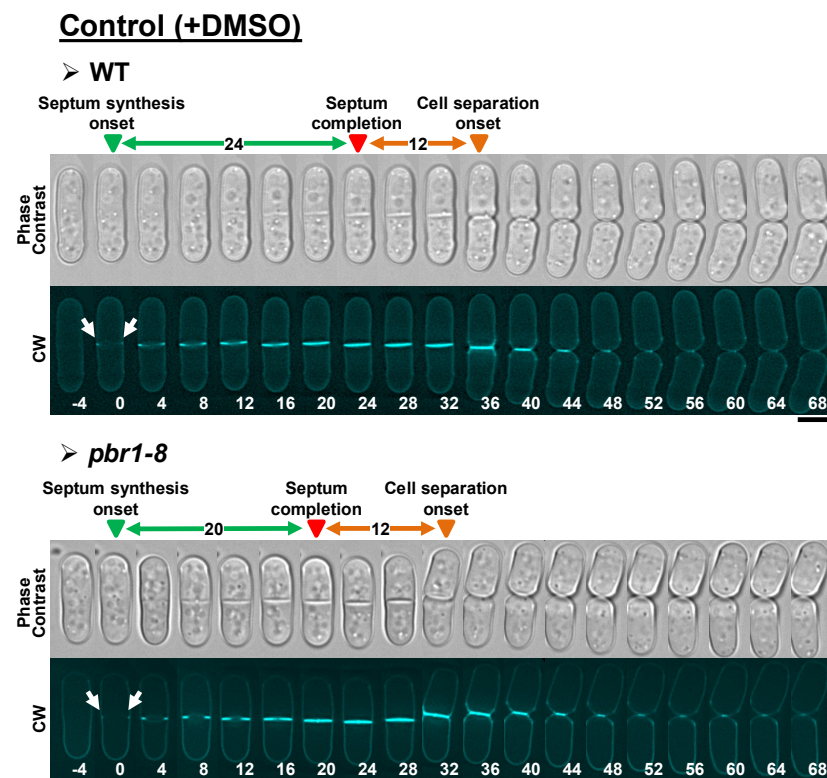 Control (+DMSO)
➢ WT
Septum synthesis
onset
Septum
completion
Cell separation
onset
24
12
Phase
Contrast
CW
-4 0 4 8 12 16 20 24 28 32 36 40 44 48 52 56 60 64 68
➢ pbr1-8
Septum synthesis
onset
Septum
completion
Cell separation
onset
20
12
Phase
Contrast
CW
-4 0 4 8 12 16 20 24 28 32 36 40 44 48 52 56 60 64 68